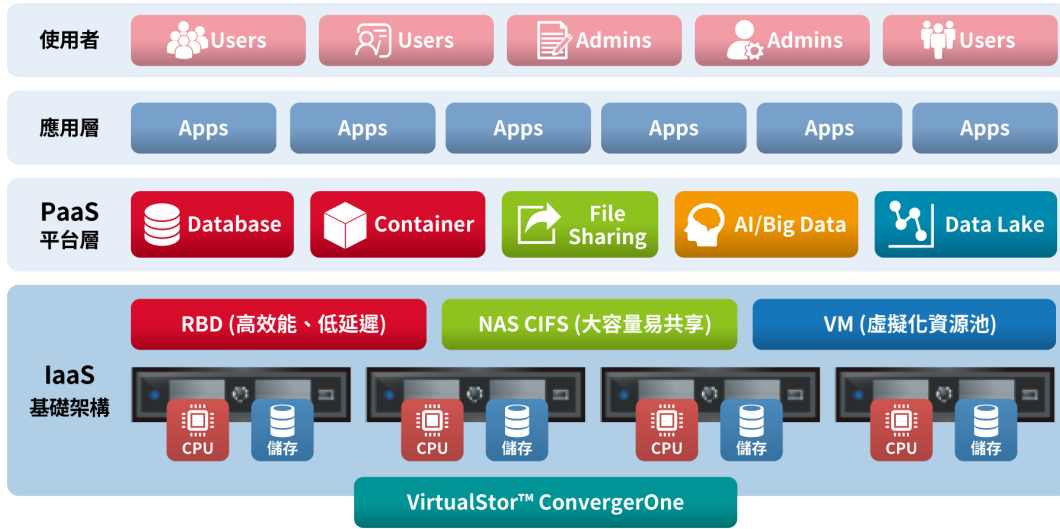 使用者
Users
Users
Admins
Admins
Users
應用層
Apps
Apps
Apps
Apps
Apps
Apps
PaaS
平台層
Database
Container
File
Sharing
AI/Big Data
Data Lake
IaaS
基礎架構
RBD (高效能、低延遲)
NAS CIFS (大容量易共享)
VM (虛擬化資源池)
CPU
儲存
CPU
儲存
CPU
儲存
CPU
儲存
VirtualStor™ ConvergerOne